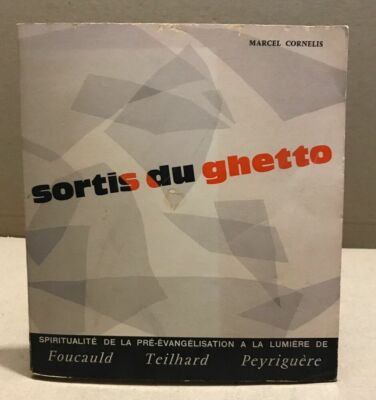 MARCEL CORNELIS
sortis du ghetto
SPIRITUALITÉ DE LA PRÉ-ÉVANGÉLISATION A LA LUMIÈRE DE
Foucauld Teilhard Peyriguère